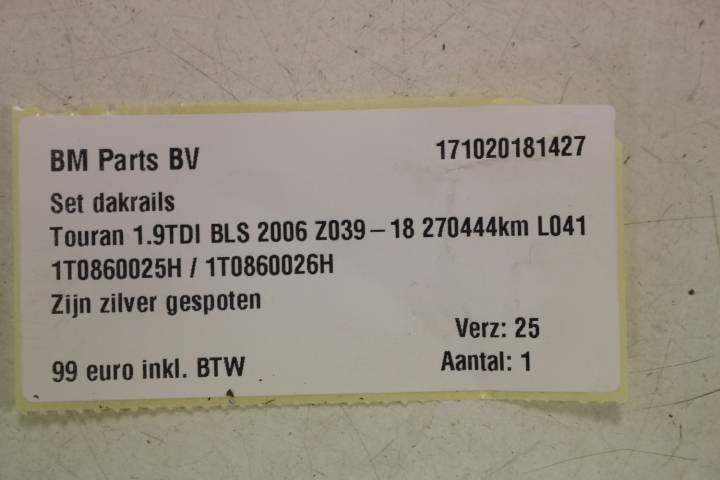 BM Parts BV 171020181427
Set dakrails
Touran 1.9TDI BLS 2006 Z039-18 270444km L041
1T0860025H / 1T0860026H
Zijn zilver gespoten
Verz: 25
99 euro inkl. BTW Aantal: 1